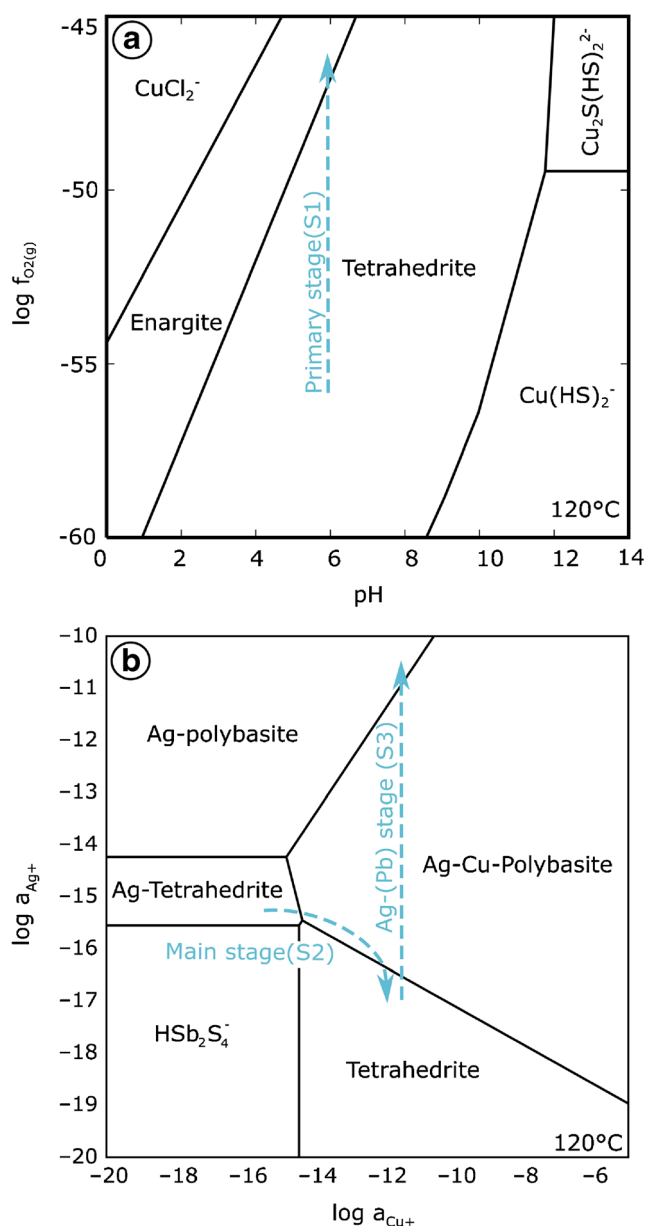 a
-45
-50
-55
-60
log fO2(g)
CuCl2-
Enargite
Primary stage(S1)
Tetrahedrite
Cu2S(HS)2 2-
Cu(HS)2-
120°C
0 2 4 6 8 10 12 14
pH
b
−10
−11
−12
−13
−14
−15
−16
−17
−18
−19
−20
log aAg+
Ag-polybasite
Ag-(Pb) stage (S3)
Ag-Cu-Polybasite
Ag-Tetrahedrite
Main stage(S2)
HSb2S4-
Tetrahedrite
120°C
−20 −18 −16 −14 −12 −10 −8 −6
log aCu+